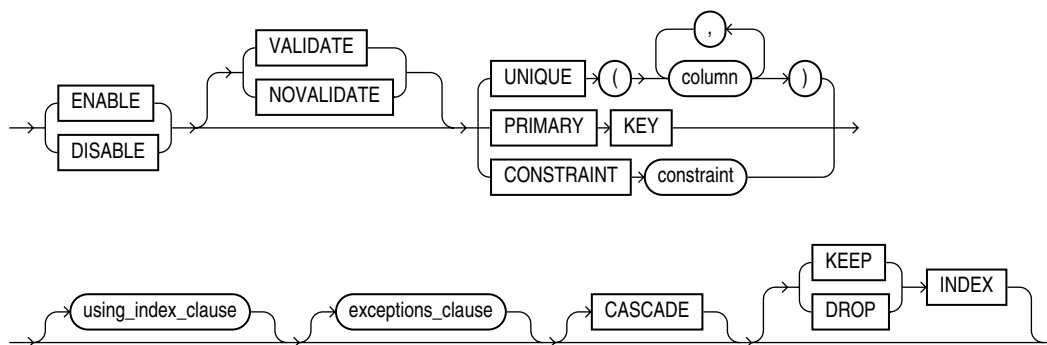 ,
VALIDATE
UNIQUE ( column )
ENABLE NOVALIDATE
DISABLE PRIMARY KEY
CONSTRAINT constraint
KEEP
using_index_clause exceptions_clause CASCADE INDEX
DROP